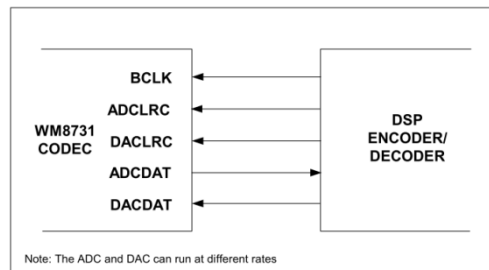 BCLK
ADCLRC
WM8731
CODEC
DACLRC
ADCDAT
DACDAT
DSP
ENCODER/
DECODER
Note: The ADC and DAC can run at different rates